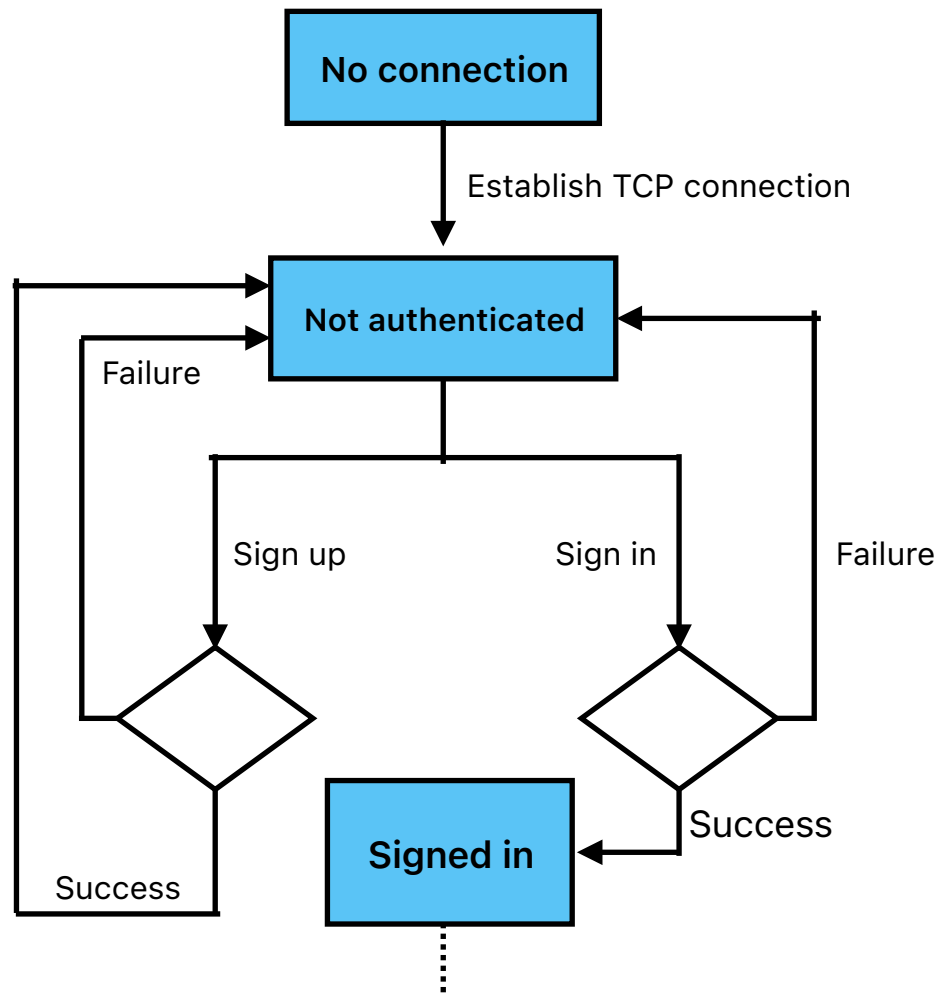 No connection
Establish TCP connection
Not authenticated
Failure
Sign up
Sign in
Failure
Success
Signed in
Success